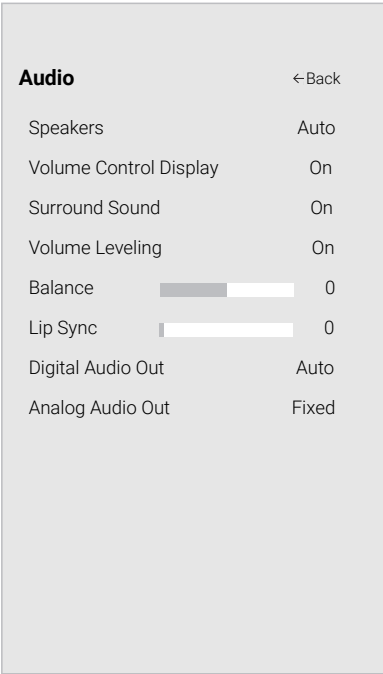 Audio ←Back
Speakers Auto
Volume Control Display On
Surround Sound On
Volume Leveling On
Balance 0
Lip Sync 0
Digital Audio Out Auto
Analog Audio Out Fixed